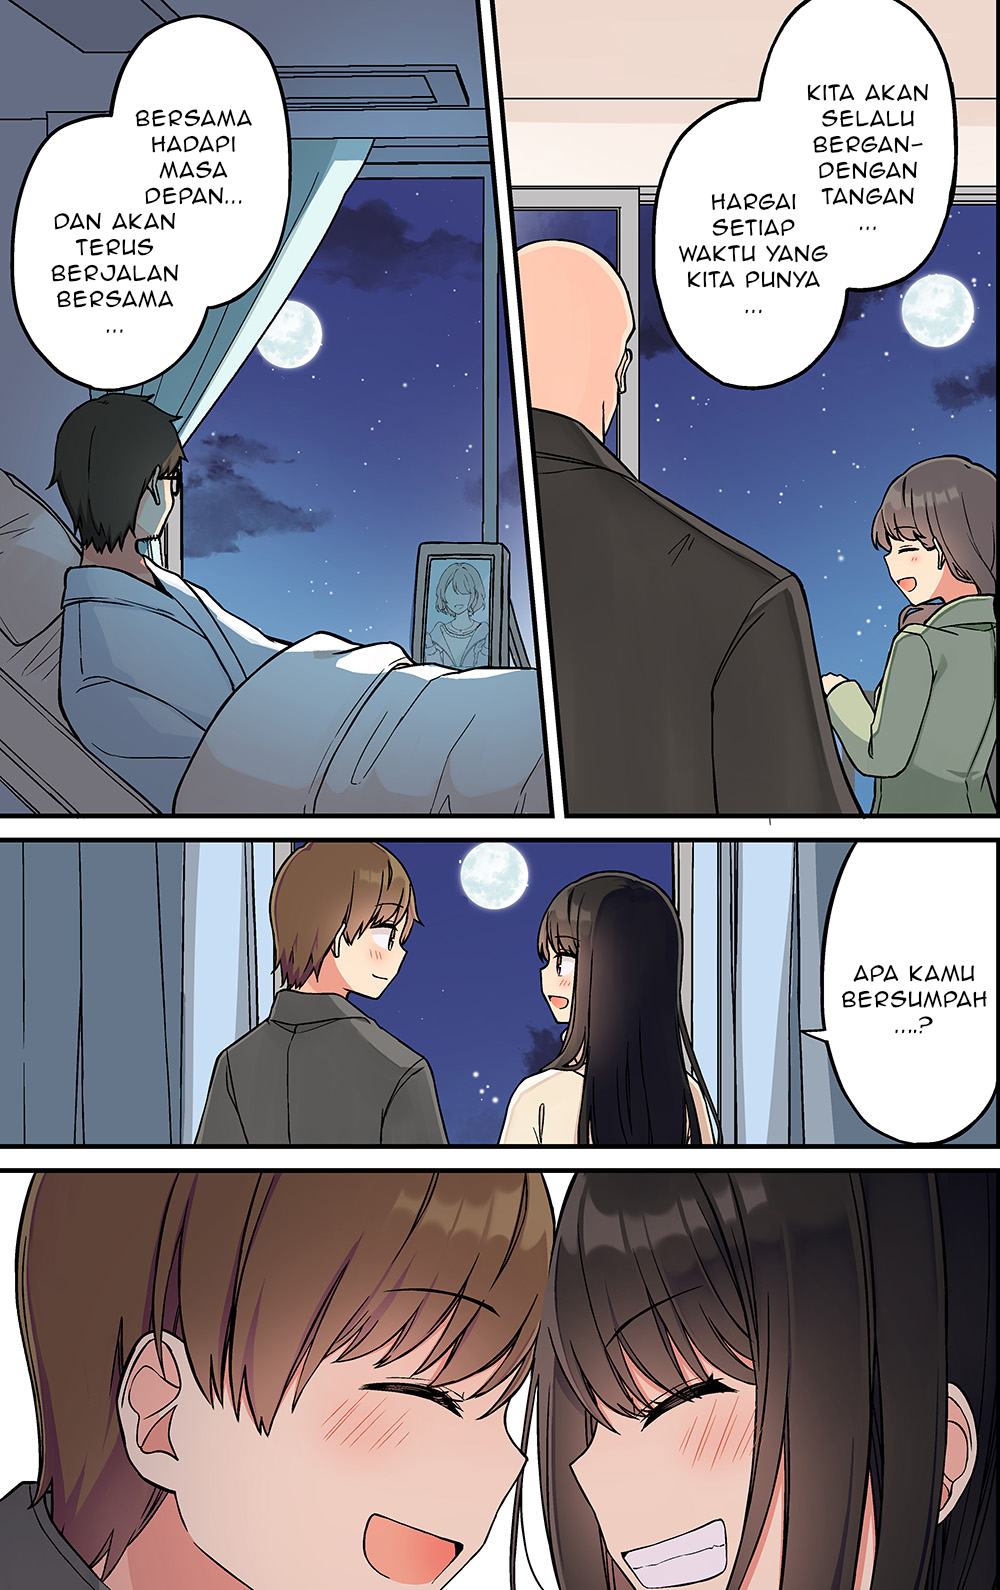 KITA AKAN
SELALU
BERGAN-
DENGAN
TANGAN
...
HARGAI
SETIAP
WAKTU YANG
KITA PUNYA
...
BERSAMA
HADAPI
MASA
DEPAN...
DAN AKAN
TERUS
BERJALAN
BERSAMA
...
APA KAMU
BERSUMPAH
....?